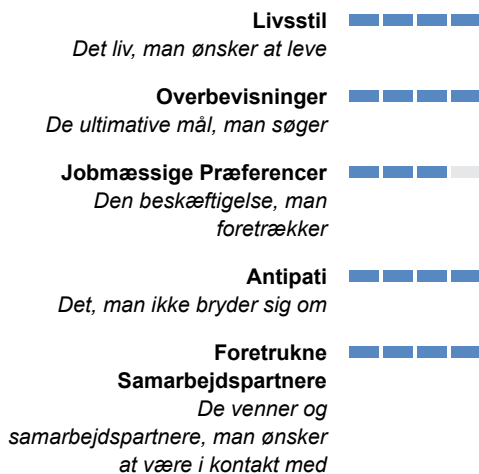 Livsstil
Det liv, man ønsker at leve
Overbevisninger
De ultimative mål, man søger
Jobmæssige Præferencer
Den beskæftigelse, man
foretrækker
Antipati
Det, man ikke bryder sig om
Foretrukne
Samarbejdspartnere
De venner og
samarbejdspartnere, man ønsker
at være i kontakt med